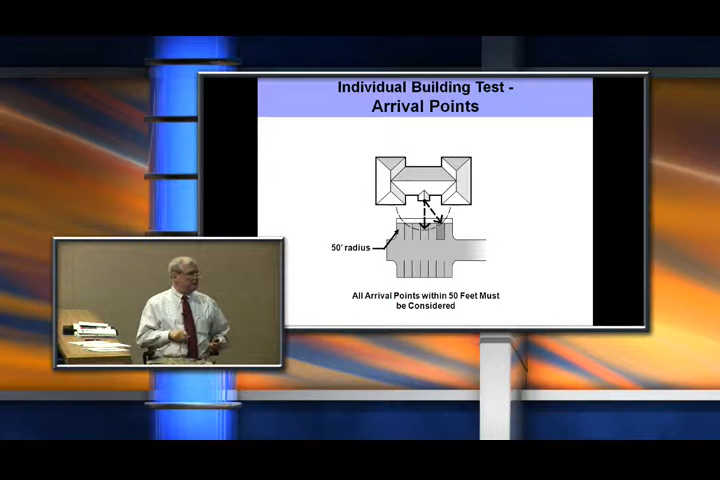 Individual Building Test -
Arrival Points
50' radius
All Arrival Points within 50 Feet Must
be Considered